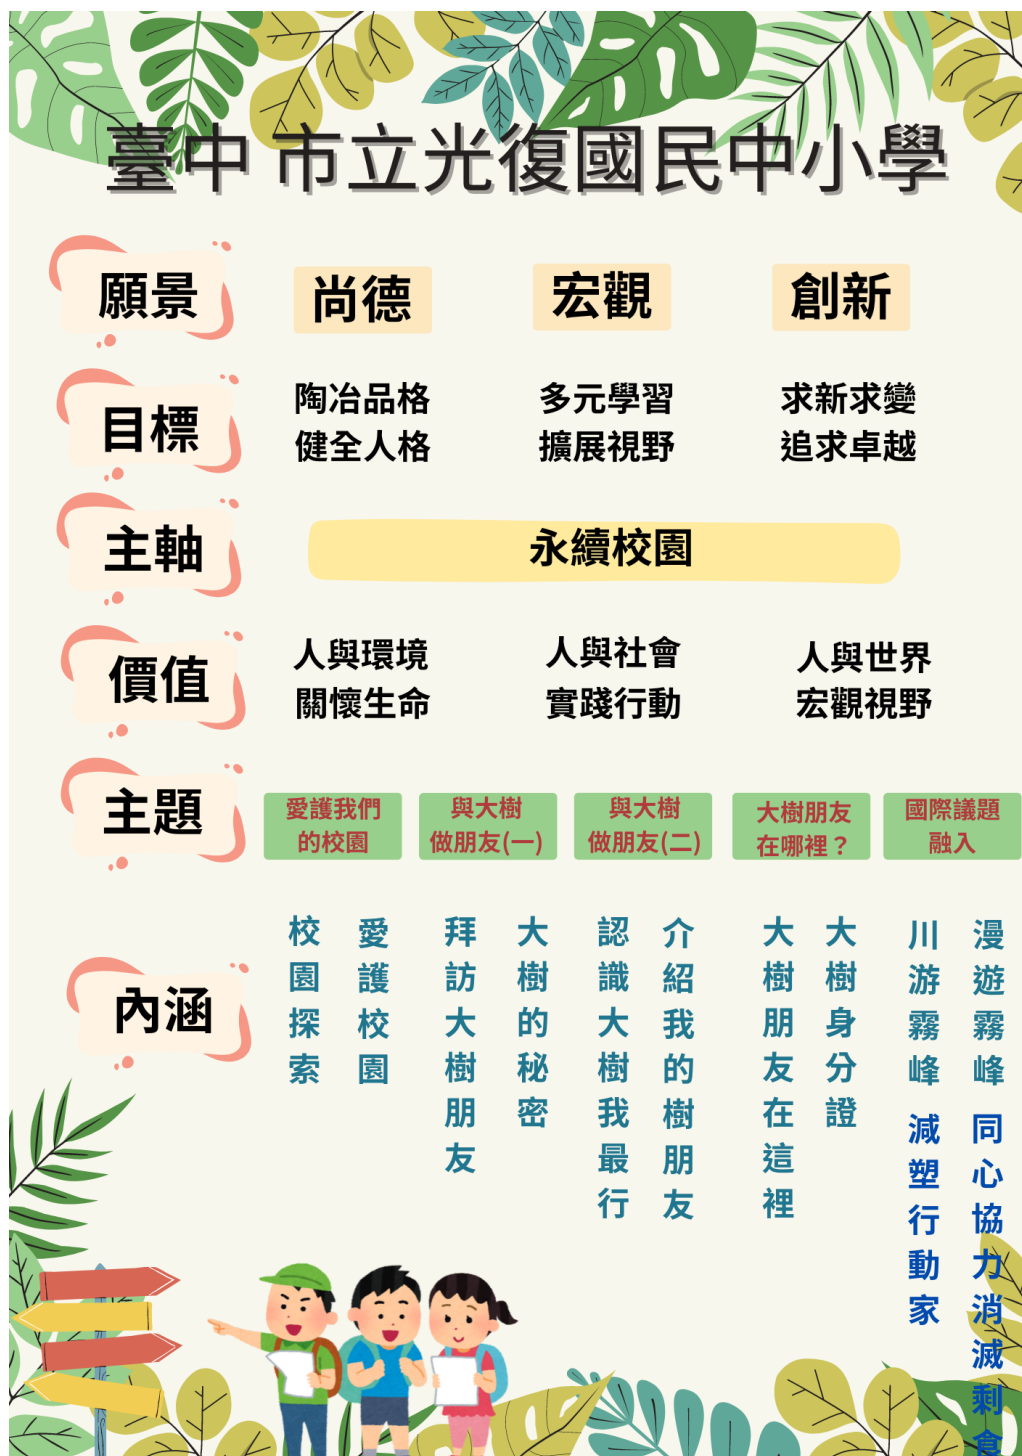 臺中市立光復國民中小學
願景
尚德
宏觀
創新
目標
陶冶品格
健全人格
多元學習
擴展視野
求新求變
追求卓越
主軸
永續校園
價值
人與環境
關懷生命
人與社會
實踐行動
人與世界
宏觀視野
主題
愛護我們
的校園
與大樹
做朋友(一)
與大樹
做朋友(二)
大樹朋友
在哪裡？
國際議題
融入
內涵
校園探索
愛護校園
拜訪大樹朋友
大樹的秘密
認識大樹我最行
介紹我的樹朋友
大樹朋友在這裡
大樹身分證
川游霧峰
減塑行動家
漫遊霧峰
同心協力消滅剩食